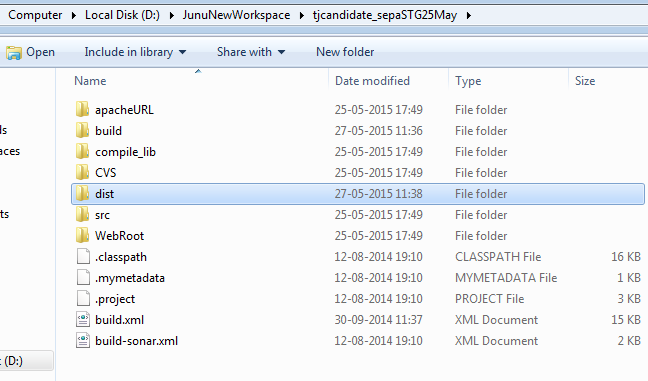 Computer Local Disk (D:) JunuNewWorkspace tjcandidate_sepaSTG25May
Open Include in library Share with New folder
Name Date modified Type Size
apacheURL 25-05-2015 17:49 File folder
build 27-05-2015 11:36 File folder
compile_lib 25-05-2015 17:49 File folder
CVS 25-05-2015 17:49 File folder
dist 27-05-2015 11:38 File folder
src 25-05-2015 17:49 File folder
WebRoot 25-05-2015 17:49 File folder
.classpath 12-08-2014 19:10 CLASSPATH File 16 KB
.mymetadata 12-08-2014 19:10 MYMETADATA File 1 KB
.project 12-08-2014 19:10 PROJECT File 3 KB
build.xml 30-09-2014 11:37 XML Document 15 KB
build-sonar.xml 12-08-2014 19:10 XML Document 2 KB
(D:)